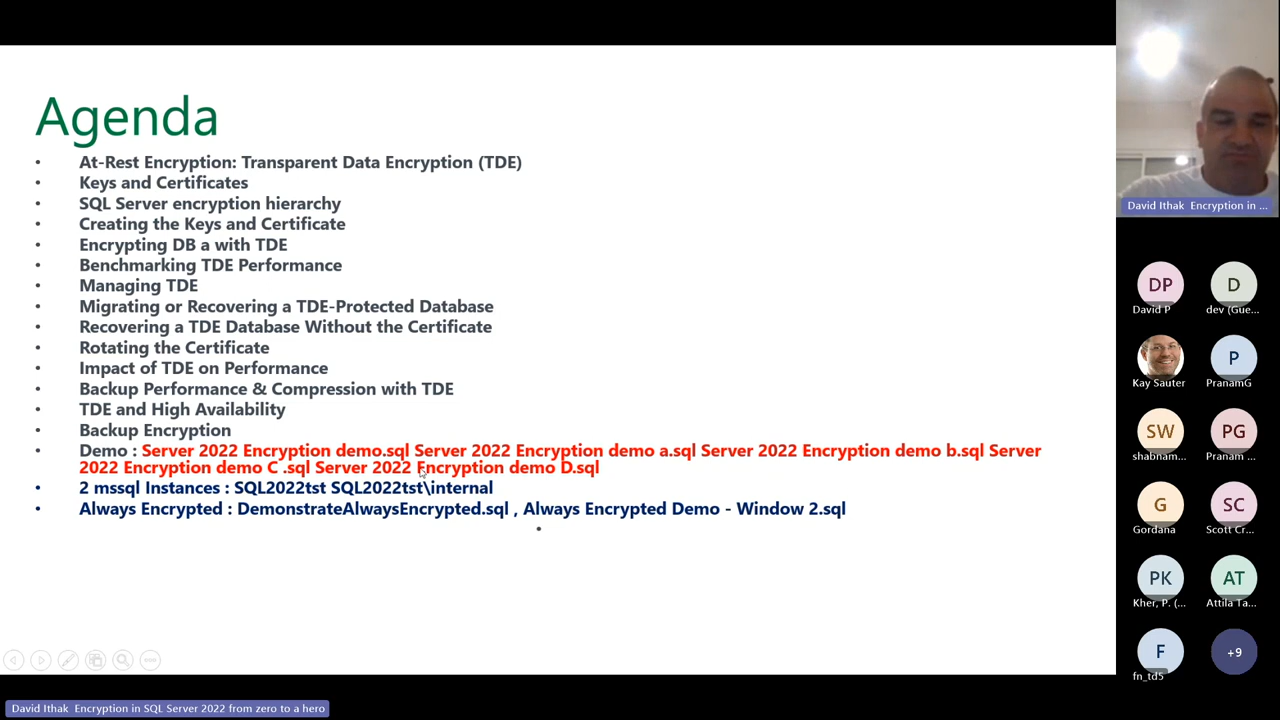 Agenda
• At-Rest Encryption: Transparent Data Encryption (TDE)
• Keys and Certificates
• SQL Server encryption hierarchy
• Creating the Keys and Certificate
• Encrypting DB a with TDE
• Benchmarking TDE Performance
• Managing TDE
• Migrating or Recovering a TDE-Protected Database
• Recovering a TDE Database Without the Certificate
• Rotating the Certificate
• Impact of TDE on Performance
• Backup Performance & Compression with TDE
• TDE and High Availability
• Backup Encryption
• Demo : Server 2022 Encryption demo.sql Server 2022 Encryption demo a.sql Server 2022 Encryption demo b.sql Server
2022 Encryption demo C .sql Server 2022 Encryption demo D.sql
• 2 mssql Instances : SQL2022tst SQL2022tst\internal
• Always Encrypted : DemonstrateAlwaysEncrypted.sql , Always Encrypted Demo - Window 2.sql
•
David Ithak Encryption in SQL Server 2022 from zero to a hero
David Ithak Encryption in ...
DP
David P
D
dev (Gue...
Kay Sauter
P
PranamG
SW
shabnam...
PG
Pranam ...
G
Gordana
SC
Scott Cr...
PK
Kher, P. (...
AT
Attila Ta...
F
fn_td5
+9